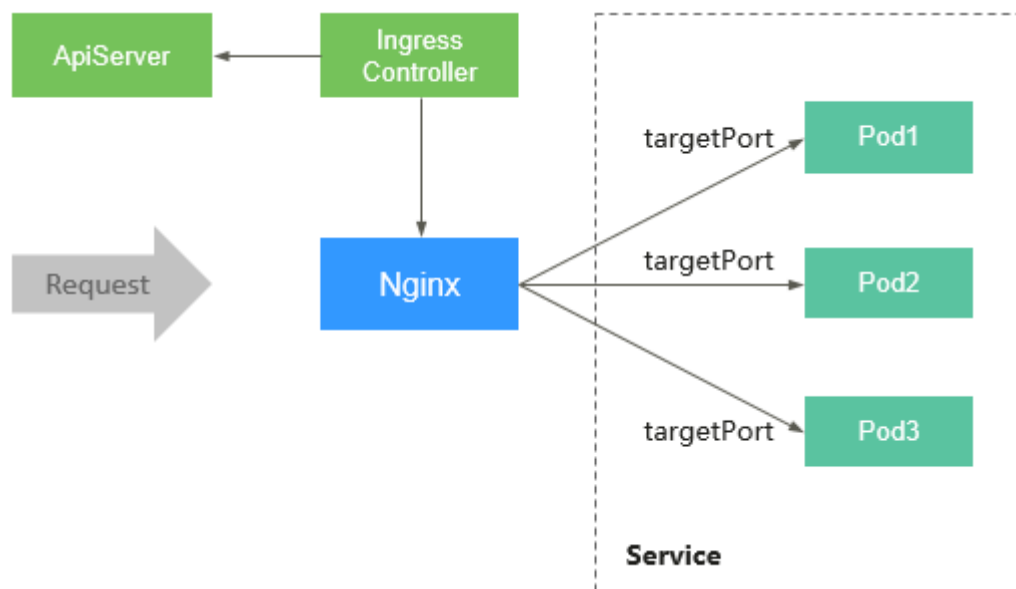 ApiServer
Ingress
Controller
targetPort
Pod1
Request
Nginx
targetPort
Pod2
targetPort
Pod3
Service